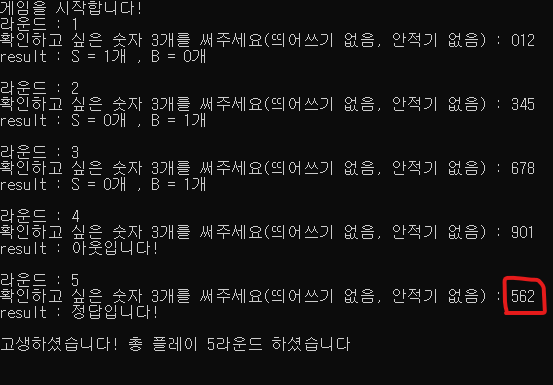 게임을 시작합니다!
라운드 : 1
확인하고 싶은 숫자 3개를 써주세요(띄어쓰기 없음, 안적기 없음) : 012
result : S = 1개 , B = 0개
라운드 : 2
확인하고 싶은 숫자 3개를 써주세요(띄어쓰기 없음, 안적기 없음) : 345
result : S = 0개 , B = 1개
라운드 : 3
확인하고 싶은 숫자 3개를 써주세요(띄어쓰기 없음, 안적기 없음) : 678
result : S = 0개 , B = 1개
라운드 : 4
확인하고 싶은 숫자 3개를 써주세요(띄어쓰기 없음, 안적기 없음) : 901
result : 아웃입니다!
라운드 : 5
확인하고 싶은 숫자 3개를 써주세요(띄어쓰기 없음, 안적기 없음) : 562
result : 정답입니다!
고생하셨습니다! 총 플레이 5라운드 하셨습니다